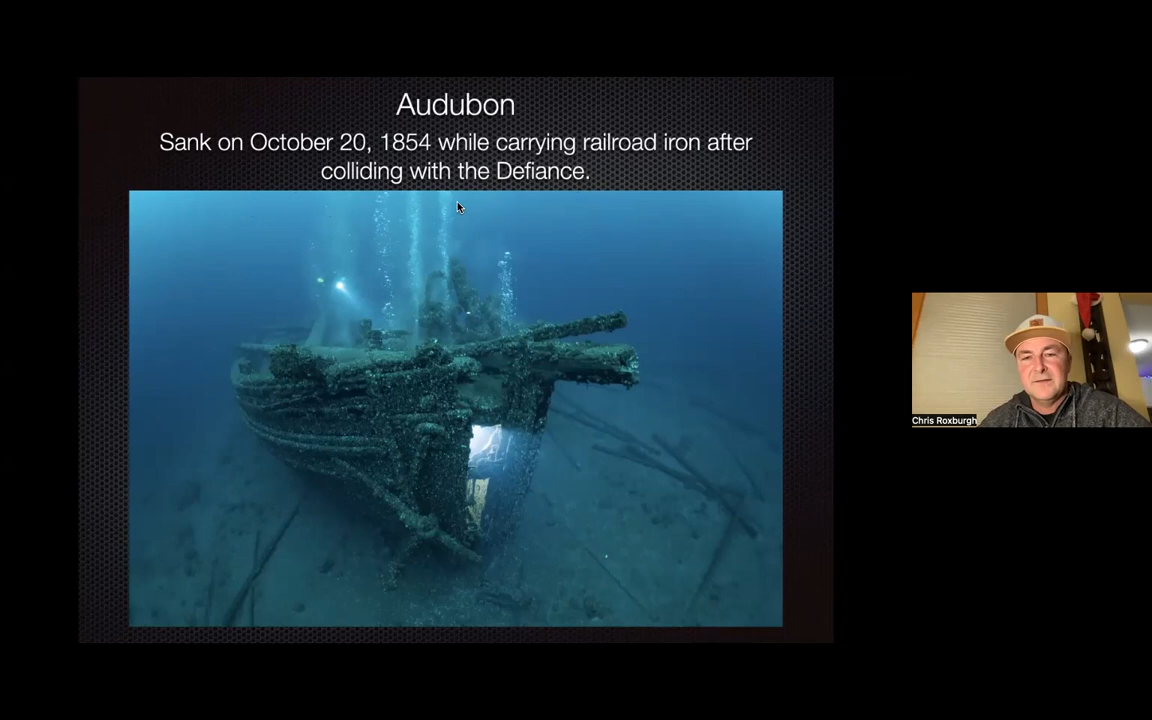 Audubon
Sank on October 20, 1854 while carrying railroad iron after
colliding with the Defiance.
Chris Roxburgh